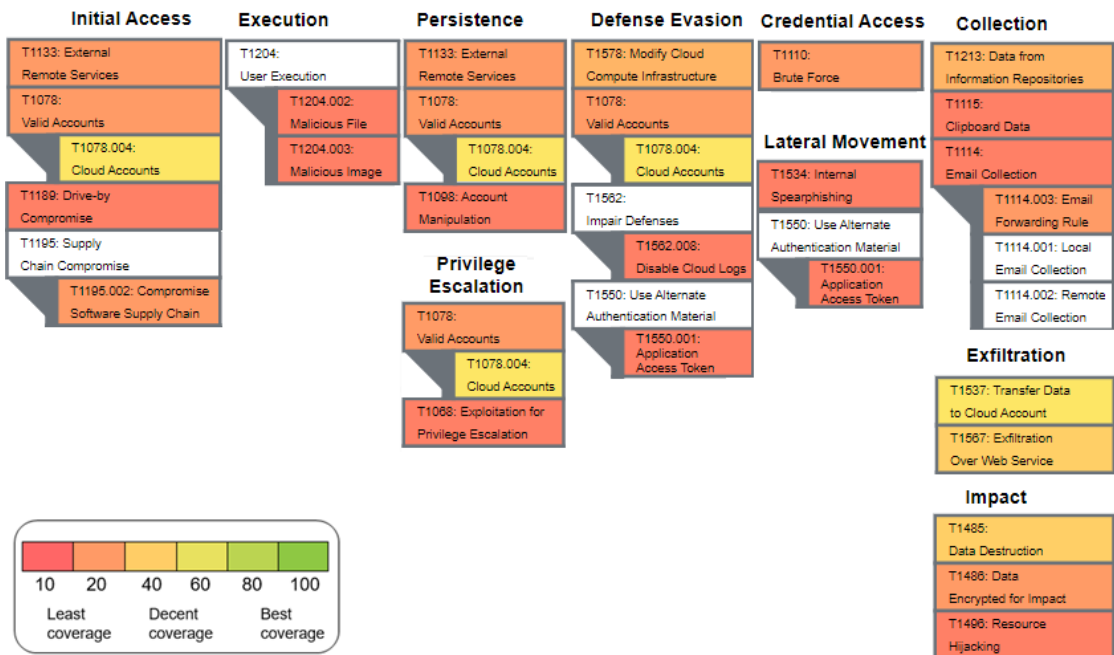 Initial Access
T1133: External
Remote Services
T1078:
Valid Accounts
T1078.004:
Cloud Accounts
T1189: Drive-by
Compromise
T1195: Supply
Chain Compromise
T1195.002: Compromise
Software Supply Chain
Execution
T1204:
User Execution
T1204.002:
Malicious File
T1204.003:
Malicious Image
Persistence
T1133: External
Remote Services
T1078:
Valid Accounts
T1078.004:
Cloud Accounts
T1098: Account
Manipulation
Privilege
Escalation
T1078:
Valid Accounts
T1078.004:
Cloud Accounts
T1068: Exploitation for
Privilege Escalation
Defense Evasion
T1578: Modify Cloud
Compute Infrastructure
T1078:
Valid Accounts
T1078.004:
Cloud Accounts
T1562:
Impair Defenses
T1562.008:
Disable Cloud Logs
T1550: Use Alternate
Authentication Material
T1550.001:
Application
Access Token
Credential Access
T1110:
Brute Force
Lateral Movement
T1534: Internal
Spearphishing
T1550: Use Alternate
Authentication Material
T1550.001:
Application
Access Token
Collection
T1213: Data from
Information Repositories
T1115:
Clipboard Data
T1114:
Email Collection
T1114.003: Email
Forwarding Rule
T1114.001: Local
Email Collection
T1114.002: Remote
Email Collection
Exfiltration
T1537: Transfer Data
to Cloud Account
T1567: Exfiltration
Over Web Service
Impact
T1485:
Data Destruction
T1486: Data
Encrypted for Impact
T1496: Resource
Hijacking
10 20 40 60 80 100
Least coverage
Decent coverage
Best coverage